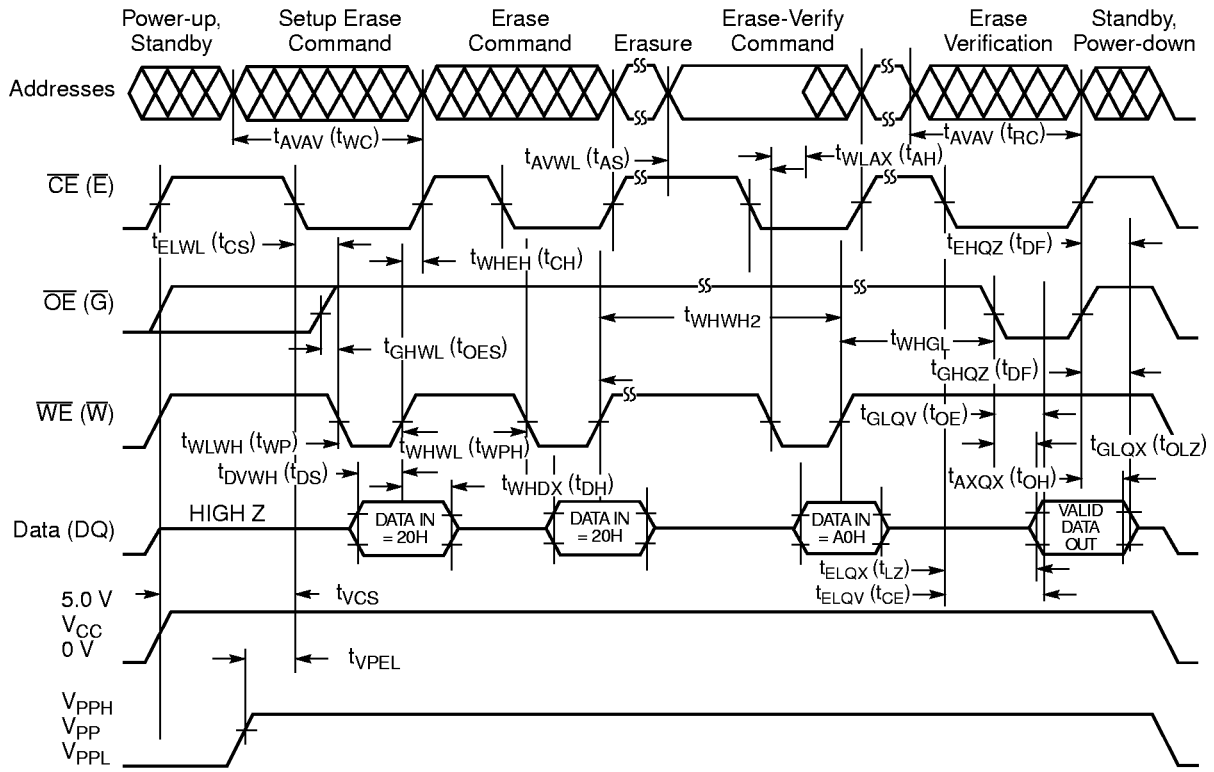 Power-up, Standby
Setup Erase Command
Erase Command
Erasure
Erase-Verify Command
Erase Verification
Standby, Power-down
Addresses
tAVAV (tWC)
tAVWL (tAS)
tWLAX (tAH)
tAVAV (tRC)
CE (E)
tELWL (tCS)
tWHEH (tCH)
tEHQZ (tDF)
OE (G)
tGHWL (tOES)
tWHWH2
tWHGL
tGHQZ (tDF)
WE (W)
tWLWH (tWP)
tWHWL (tWPH)
tGLQV (tOE)
tGLQX (tOLZ)
tDVWH (tDS)
tWHDX (tDH)
tAXQX (tOH)
Data (DQ)
HIGH Z
DATA IN = 20H
DATA IN = 20H
DATA IN = A0H
VALID DATA OUT
tELQX (tLZ)
tELQV (tCE)
5.0 V
VCC
0 V
tVCS
tVPEL
VPPH
VPP
VPPL